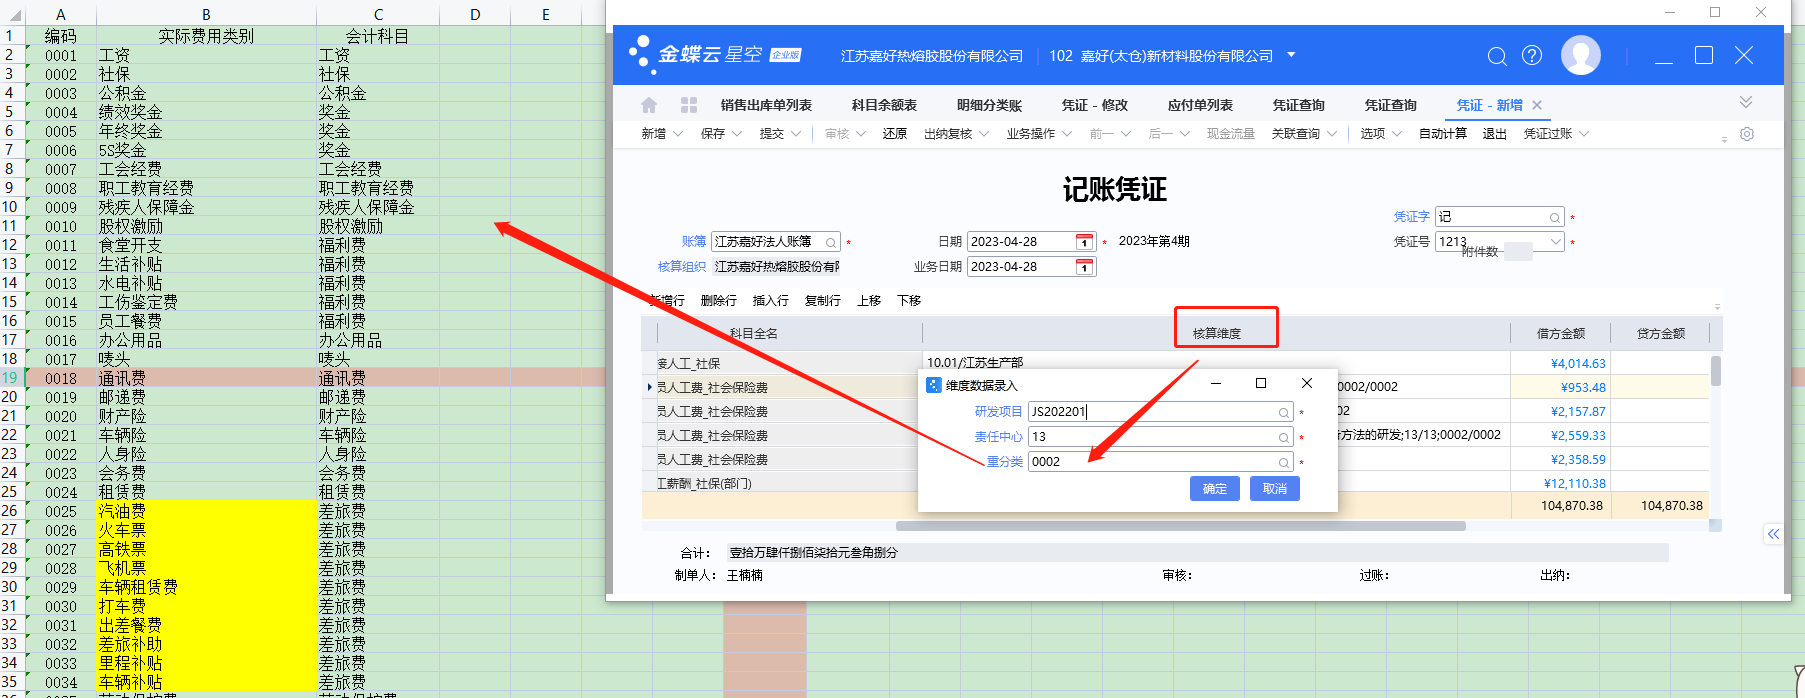 A B C D E
1 编码 实际费用类别 会计科目
2 0001 工资 工资
3 0002 社保 社保
4 0003 公积金 公积金
5 0004 绩效奖金 奖金
6 0005 年终奖金 奖金
7 0006 5S奖金 奖金
8 0007 工会经费 工会经费
9 0008 职工教育经费 职工教育经费
10 0009 残疾人保障金 残疾人保障金
11 0010 股权激励 股权激励
12 0011 食堂开支 福利费
13 0012 生活补贴 福利费
14 0013 水电补贴 福利费
15 0014 工伤鉴定费 福利费
16 0015 员工餐费 福利费
17 0016 办公用品 办公用品
18 0017 唛头 唛头
19 0018 通讯费 通讯费
20 0019 邮递费 邮递费
21 0020 财产险 财产险
22 0021 车辆险 车辆险
23 0022 人身险 人身险
24 0023 会务费 会务费
25 0024 租赁费 租赁费
26 0025 汽油费 差旅费
27 0026 火车票 差旅费
28 0027 高铁票 差旅费
29 0028 飞机票 差旅费
30 0029 车辆租赁费 差旅费
31 0030 打车费 差旅费
32 0031 出差餐费 差旅费
33 0032 差旅补助 差旅费
34 0033 里程补贴 差旅费
35 0034 车辆补贴 差旅费
金蝶云 星空 企业版 江苏嘉好热熔胶股份有限公司 102 嘉好(太仓)新材料股份有限公司
销售出库单列表 科目余额表 明细分类账 凭证 - 修改 应付单列表 凭证查询 凭证查询 凭证 - 新增
新增 保存 提交 审核 还原 出纳复核 业务操作 前一 后一 现金流量 关联查询 选项 自动计算 退出 凭证过账
记账凭证
凭证字 记 *
账簿 江苏嘉好法人账簿 * 日期 2023-04-28 * 2023年第4期 凭证号 1213 *
附件数
核算组织 江苏嘉好热熔胶股份有 业务日期 2023-04-28
新增行 删除行 插入行 复制行 上移 下移
科目全名 核算维度 借方金额 贷方金额
接人工_社保 10.01/江苏生产部 ¥4,014.63
员人工费_社会保险费 0002/0002 ¥953.48
员人工费_社会保险费 02 ¥2,157.87
员人工费_社会保险费 方法的研发;13/13;0002/0002 ¥2,559.33
员人工费_社会保险费 ¥2,358.59
工薪酬_社保(部门) ¥12,110.38
104,870.38 104,870.38
维度数据录入
研发项目 JS202201 *
责任中心 13 *
重分类 0002 *
确定 取消
合计： 壹拾万肆仟捌佰柒拾元叁角捌分
制单人： 王楠楠 审核： 过账： 出纳：